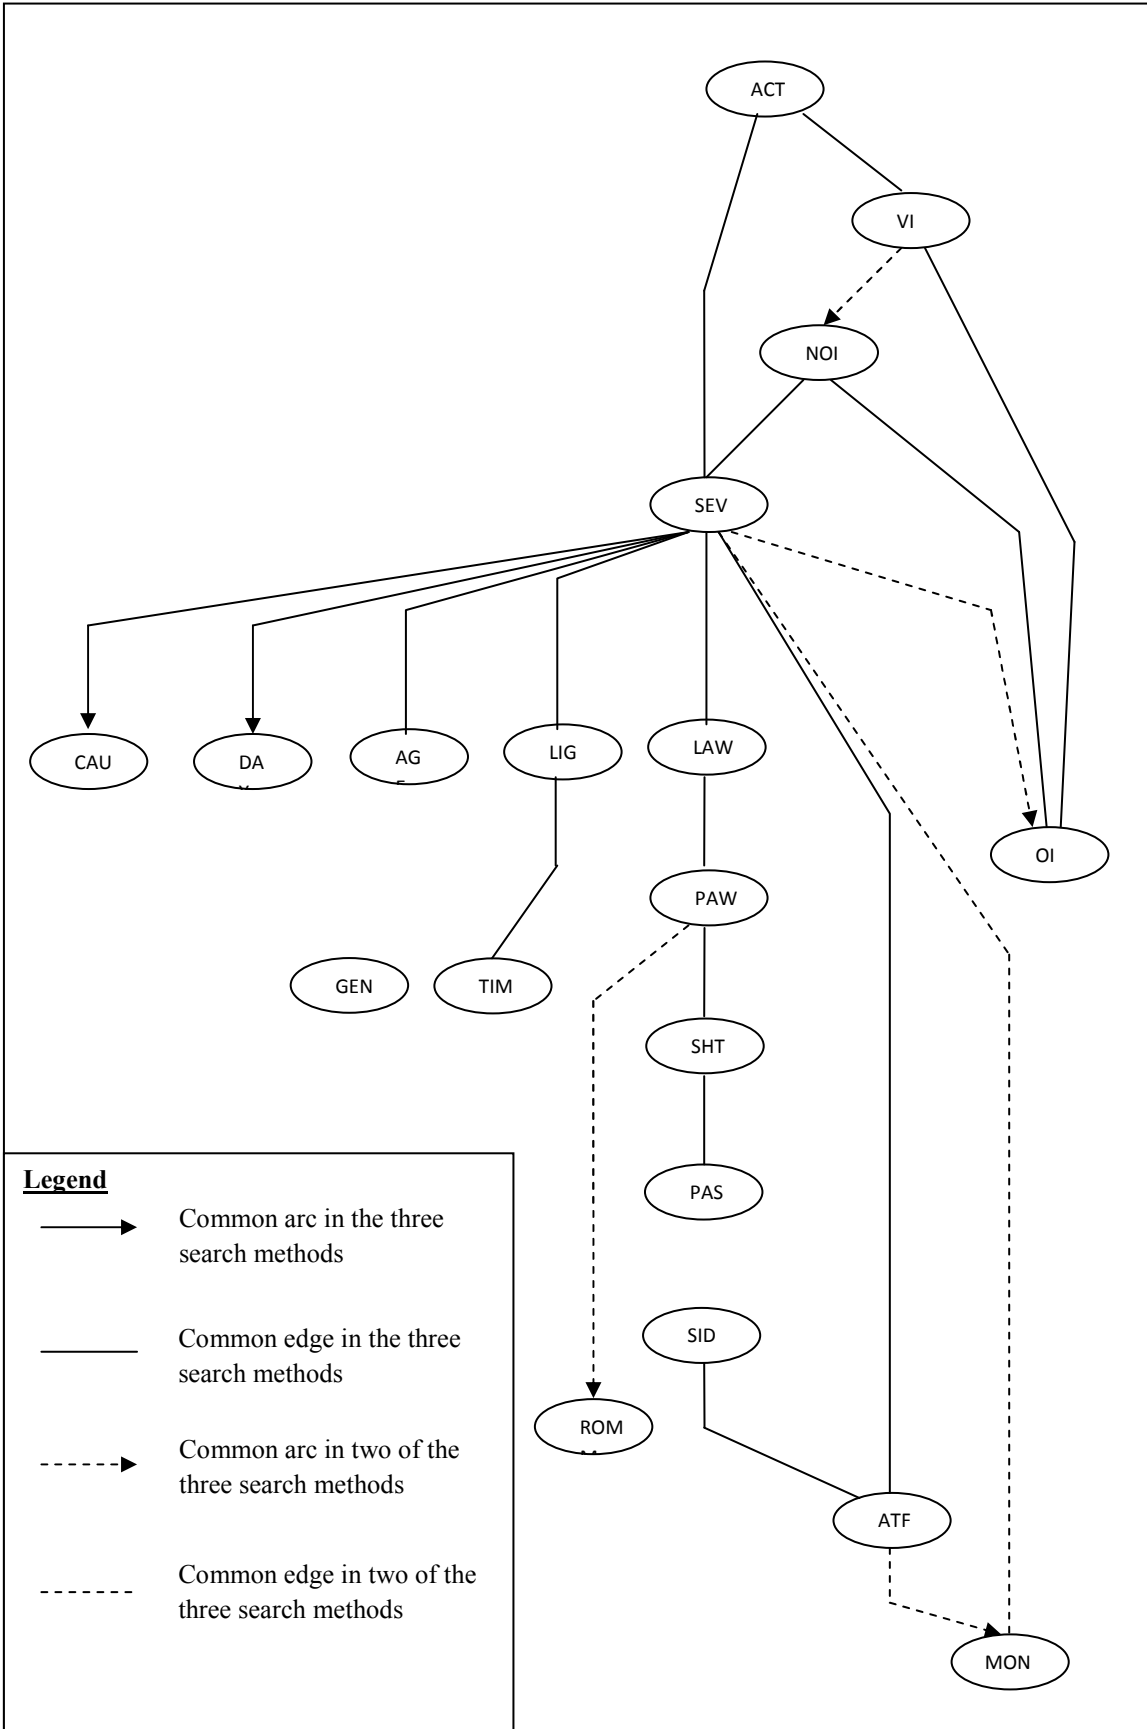 ACT
VI
NOI
SEV
CAU
DA
AG
LIG
LAW
OI
PAW
GEN
TIM
SHT
PAS
SID
ROM
ATF
MON
Legend
Common arc in the three
search methods
Common edge in the three
search methods
Common arc in two of the
three search methods
Common edge in two of the
three search methods